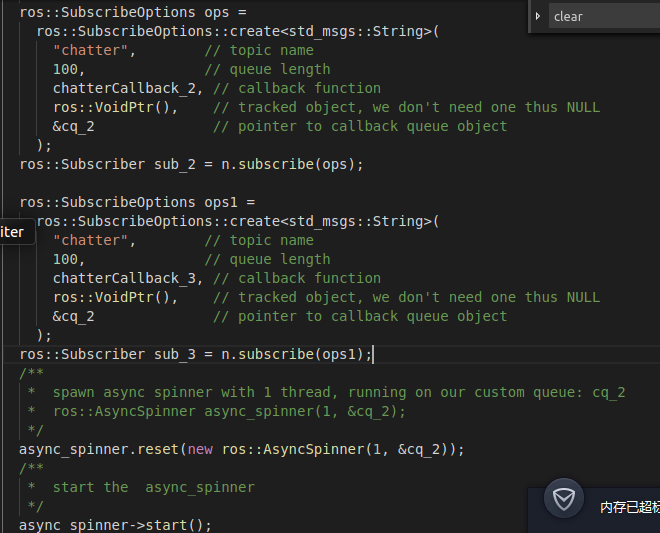 ros::SubscribeOptions ops =
clear
ros::SubscribeOptions::create<std_msgs::String>(
"chatter", // topic name
100, // queue length
chatterCallback_2, // callback function
ros::VoidPtr(), // tracked object, we don't need one thus NULL
&cq_2 // pointer to callback queue object
);
ros::Subscriber sub_2 = n.subscribe(ops);
ros::SubscribeOptions ops1 =
ros::SubscribeOptions::create<std_msgs::String>(
iter
"chatter", // topic name
100, // queue length
chatterCallback_3, // callback function
ros::VoidPtr(), // tracked object, we don't need one thus NULL
&cq_2 // pointer to callback queue object
);
ros::Subscriber sub_3 = n.subscribe(ops1);
/**
* spawn async spinner with 1 thread, running on our custom queue: cq_2
* ros::AsyncSpinner async_spinner(1, &cq_2);
*/
async_spinner.reset(new ros::AsyncSpinner(1, &cq_2));
/**
* start the async_spinner
*/
内存已超标
async_spinner->start();